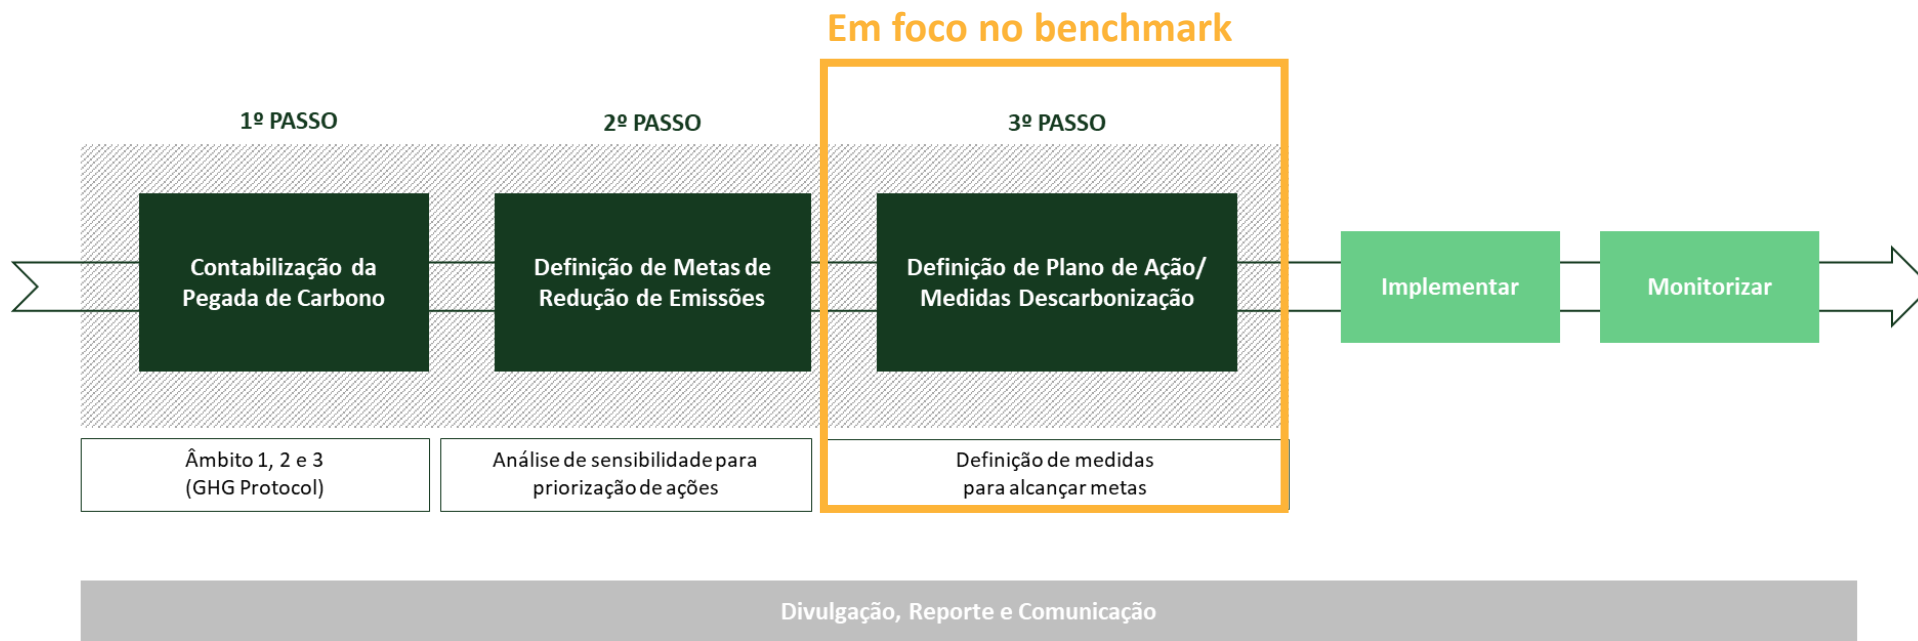 Em foco no benchmark
1º PASSO
2º PASSO
3º PASSO
Contabilização da
Pegada de Carbono
Definição de Metas de
Redução de Emissões
Definição de Plano de Ação/
Medidas Descarbonização
Implementar
Monitorizar
Âmbito 1, 2 e 3
(GHG Protocol)
Análise de sensibilidade para
priorização de ações
Definição de medidas
para alcançar metas
Divulgação, Reporte e Comunicação